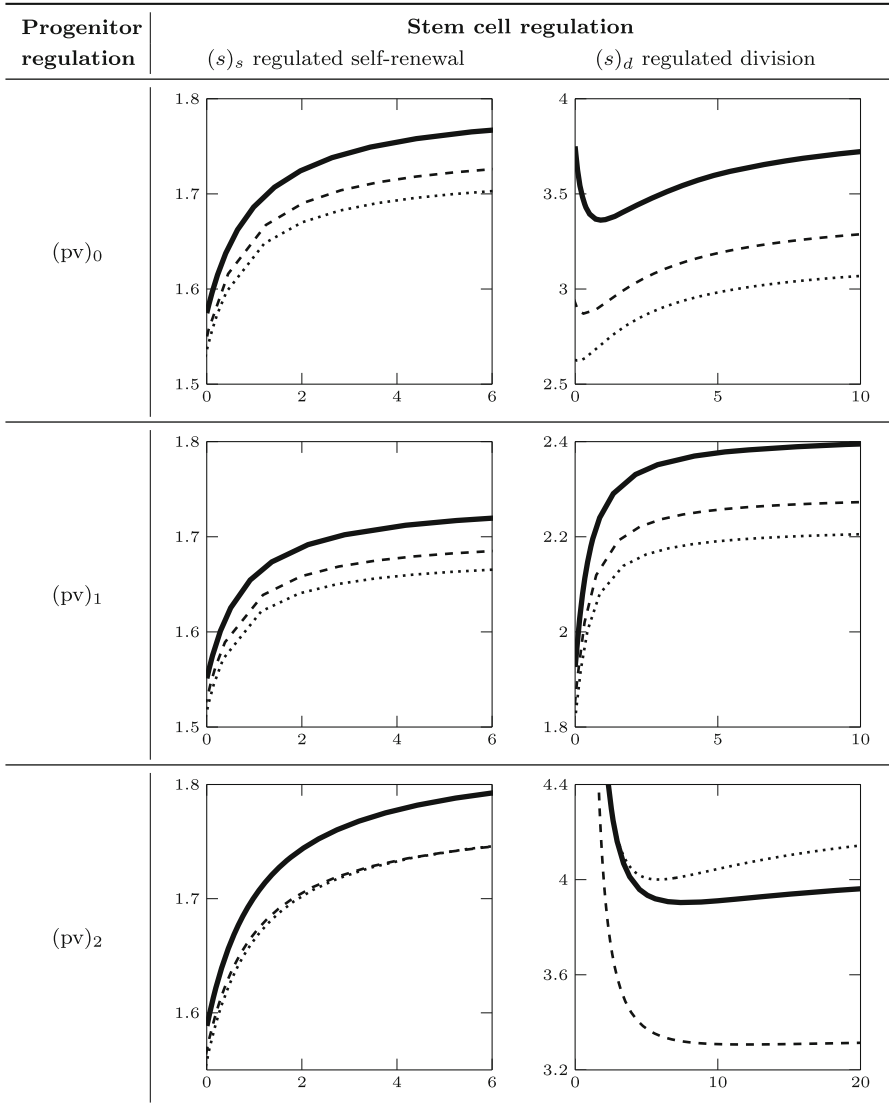 Progenitor regulation
Stem cell regulation
(s)s regulated self-renewal
(s)d regulated division
(pv)0
1.8
1.7
1.6
1.5
0 2 4 6
4
3.5
3
2.5
0 5 10
(pv)1
1.8
1.7
1.6
1.5
0 2 4 6
2.4
2.2
2
1.8
0 5 10
(pv)2
1.8
1.7
1.6
0 2 4 6
4.4
4
3.6
3.2
0 10 20